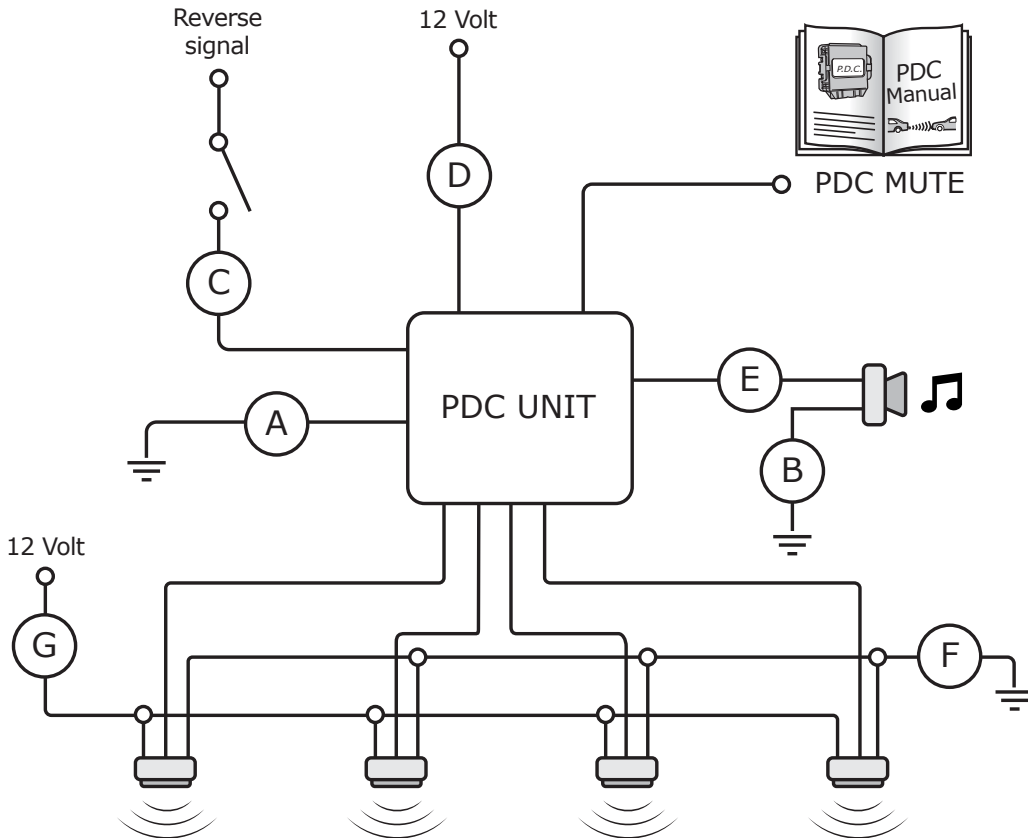 Reverse
signal
12 Volt
P.D.C.
PDC
Manual
PDC MUTE
D
C
E
PDC UNIT
A
B
12 Volt
G
F